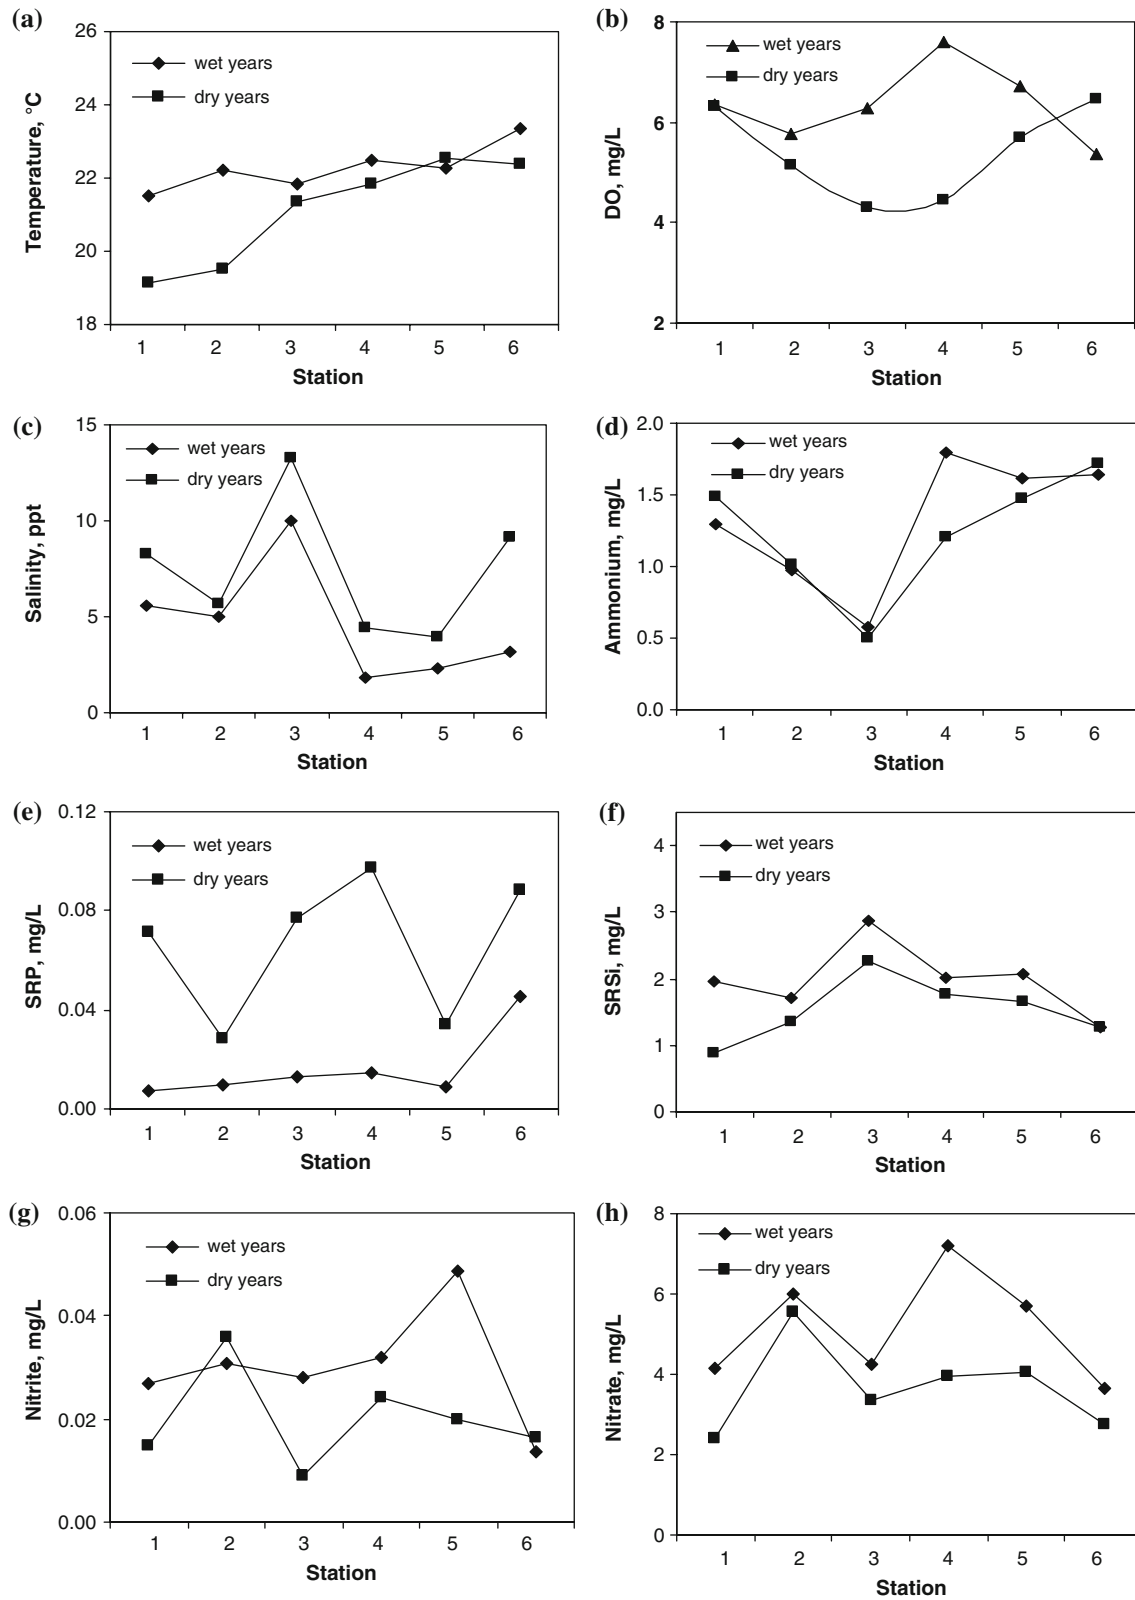 (a)
26
24
22
20
18
Temperature, °C
wet years
dry years
1 2 3 4 5 6
Station
(b)
8
6
4
2
DO, mg/L
wet years
dry years
1 2 3 4 5 6
Station
(c)
15
10
5
0
Salinity, ppt
wet years
dry years
1 2 3 4 5 6
Station
(d)
2.0
1.5
1.0
0.5
0.0
Ammonium, mg/L
wet years
dry years
1 2 3 4 5 6
Station
(e)
0.12
0.08
0.04
0.00
SRP, mg/L
wet years
dry years
1 2 3 4 5 6
Station
(f)
4
3
2
1
0
SRSi, mg/L
wet years
dry years
1 2 3 4 5 6
Station
(g)
0.06
0.04
0.02
0.00
Nitrite, mg/L
wet years
dry years
1 2 3 4 5 6
Station
(h)
8
6
4
2
0
Nitrate, mg/L
wet years
dry years
1 2 3 4 5 6
Station